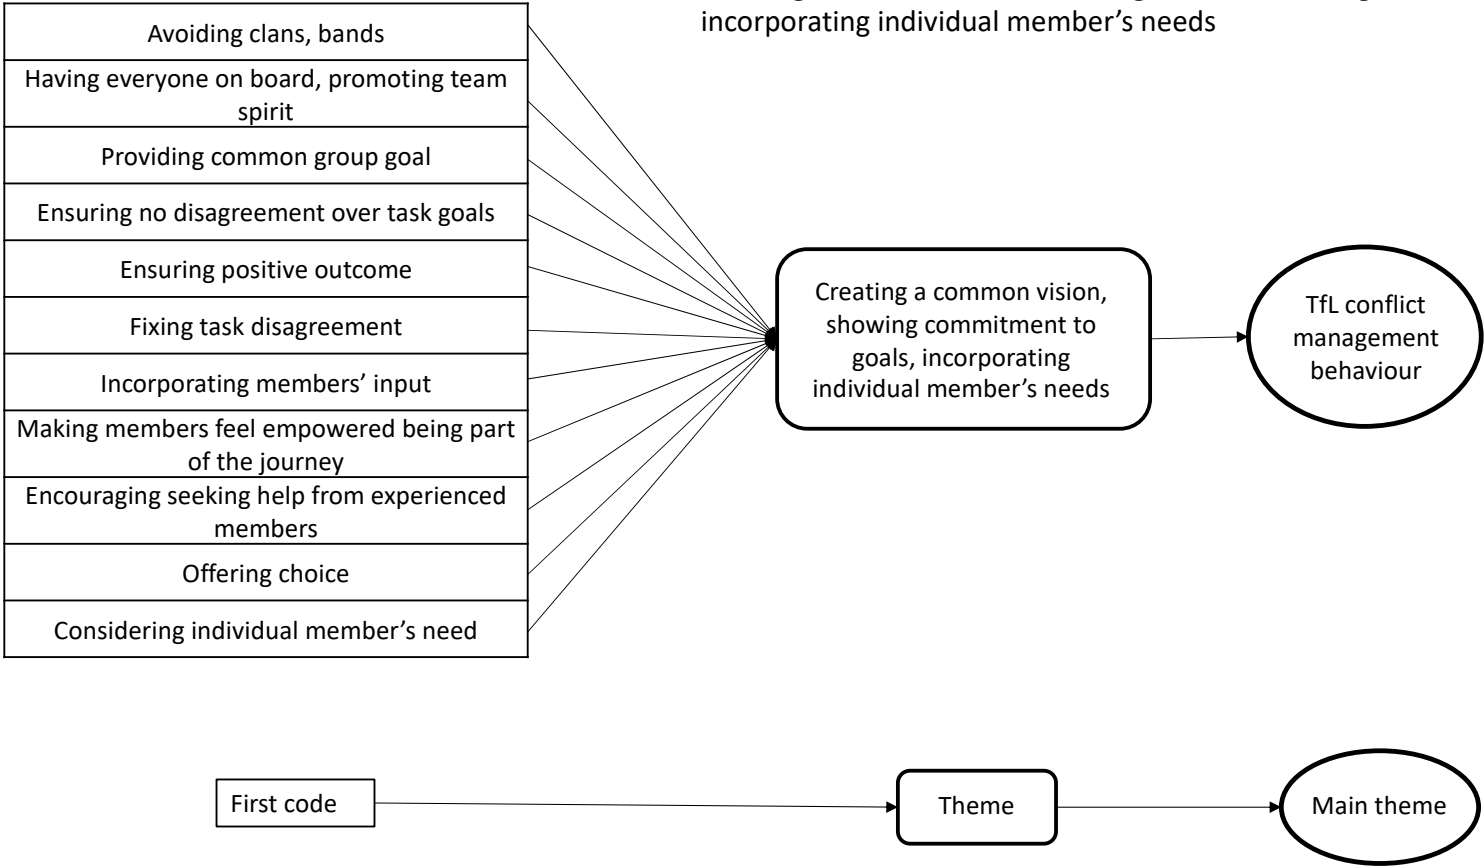 incorporating individual member’s needs
Avoiding clans, bands
Having everyone on board, promoting team
spirit
Providing common group goal
Ensuring no disagreement over task goals
Ensuring positive outcome
Fixing task disagreement
Incorporating members’ input
Making members feel empowered being part
of the journey
Encouraging seeking help from experienced
members
Offering choice
Considering individual member’s need
Creating a common vision,
showing commitment to
goals, incorporating
individual member’s needs
TfL conflict
management
behaviour
First code
Theme
Main theme